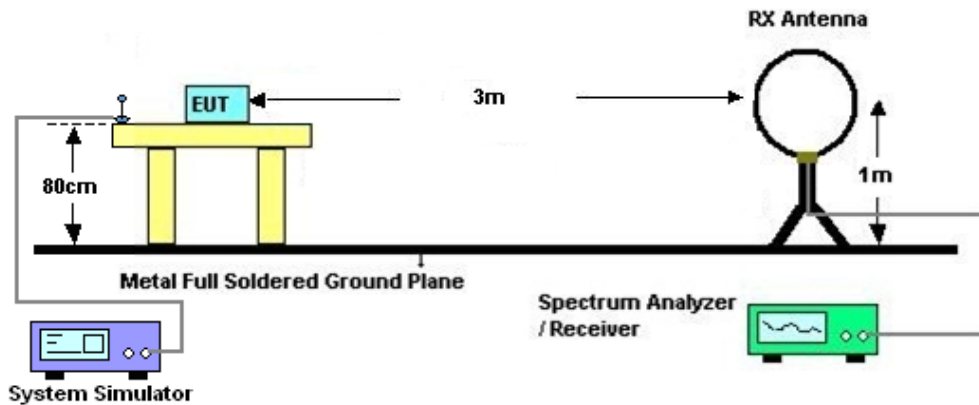 RX Antenna
EUT
3m
80cm
1m
Metal Full Soldered Ground Plane
Spectrum Analyzer
/ Receiver
System Simulator